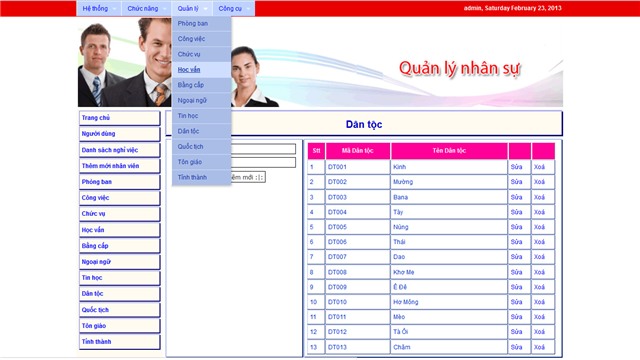 Hệ thống Chức năng Quản lý Công cụ admin, Saturday February 23, 2013
Phòng ban
Công việc
Chức vụ
Học vấn
Bằng cấp
Ngoại ngữ
Tin học
Dân tộc
Quốc tịch
Tôn giáo
Tỉnh thành
Quản lý nhân sự
Trang chủ
Người dùng
Danh sách nghỉ việc
Thêm mới nhân viên
Phòng ban
Công việc
Chức vụ
Học vấn
Bằng cấp
Ngoại ngữ
Tin học
Dân tộc
Quốc tịch
Tôn giáo
Tỉnh thành
Dân tộc
êm mới :|:
Stt Mã Dân tộc Tên Dân tộc
1 DT001 Kinh Sửa Xoá
2 DT002 Mường Sửa Xoá
3 DT003 Bana Sửa Xoá
4 DT004 Tày Sửa Xoá
5 DT005 Nùng Sửa Xoá
6 DT006 Thái Sửa Xoá
7 DT007 Dao Sửa Xoá
8 DT008 Khơ Me Sửa Xoá
9 DT009 Ê Đê Sửa Xoá
10 DT010 Hơ Mông Sửa Xoá
11 DT011 Mèo Sửa Xoá
12 DT012 Tà Ôi Sửa Xoá
13 DT013 Chăm Sửa Xoá